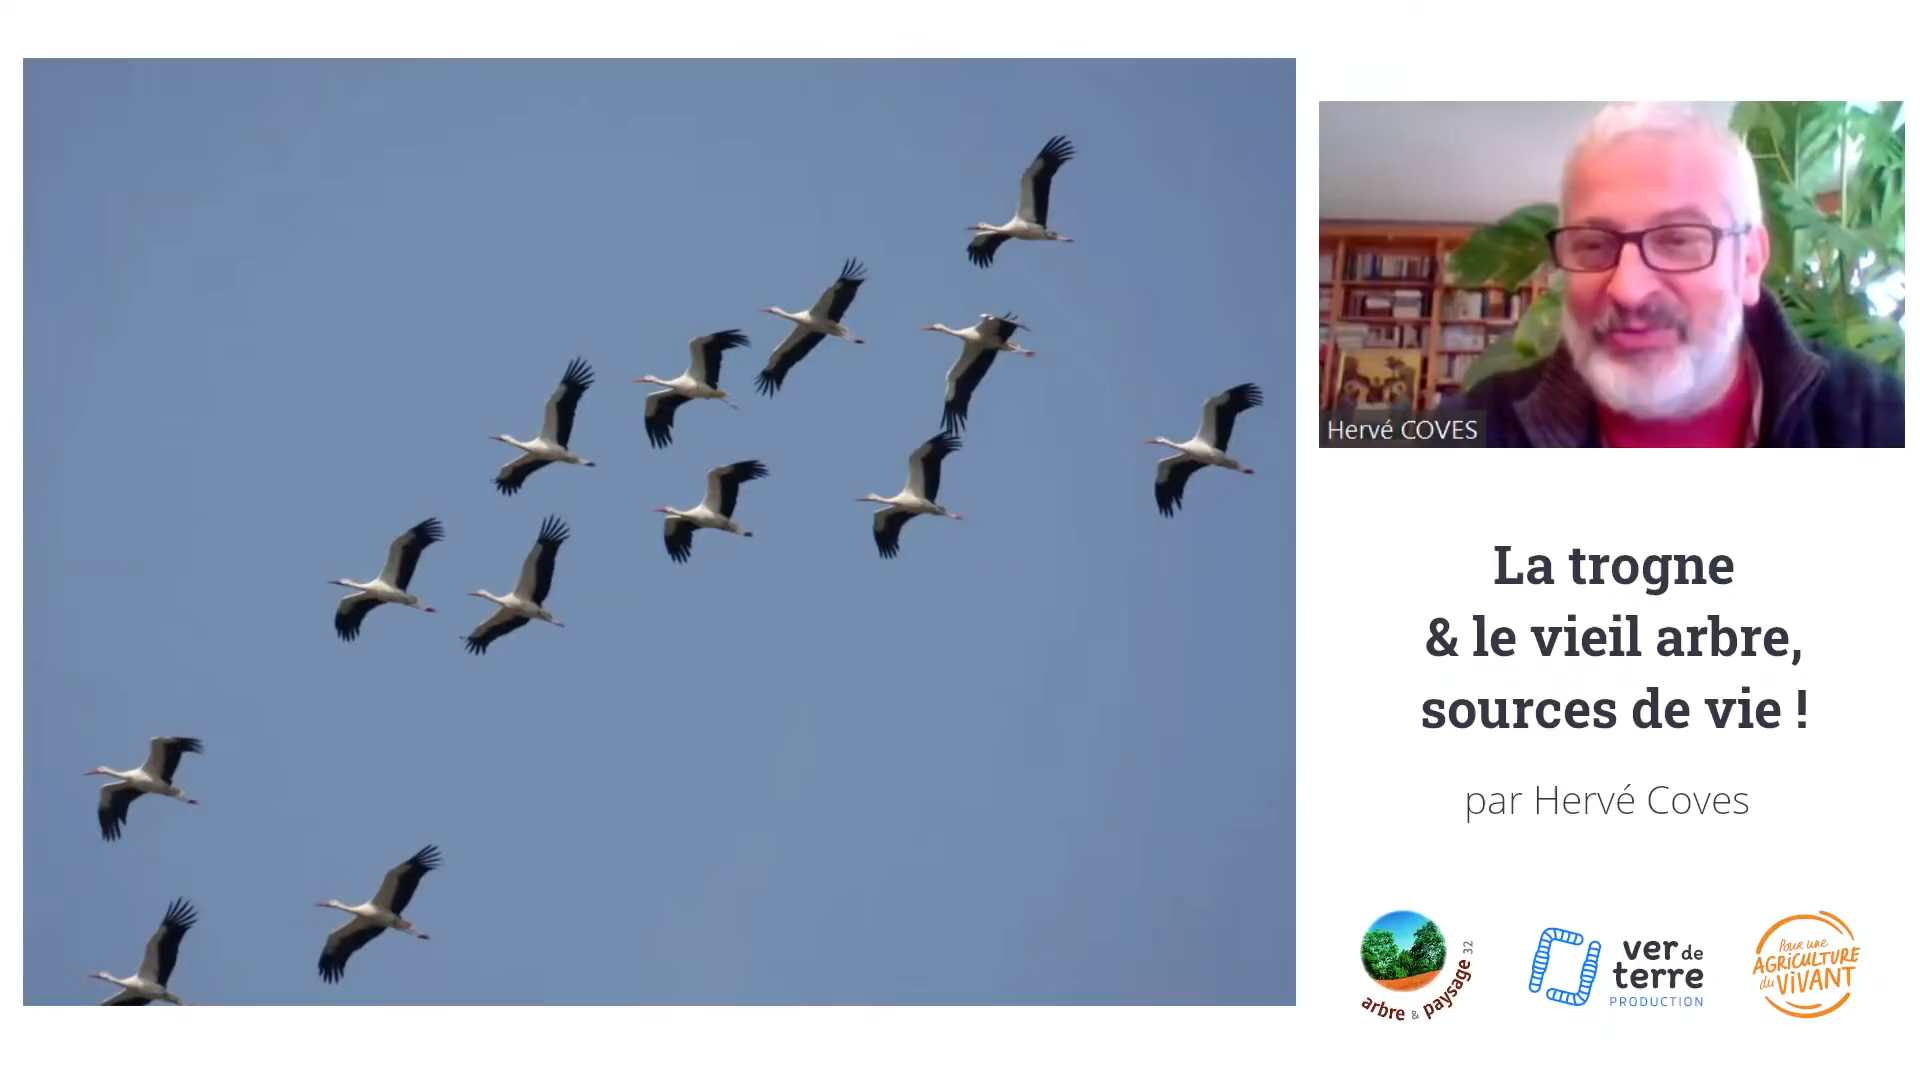 Hervé COVES
La trogne
& le vieil arbre,
sources de vie !
par Hervé Coves
arbre & paysage 32
ver de
terre
PRODUCTION
Pour une
AGRICULTURE
du VIVANT